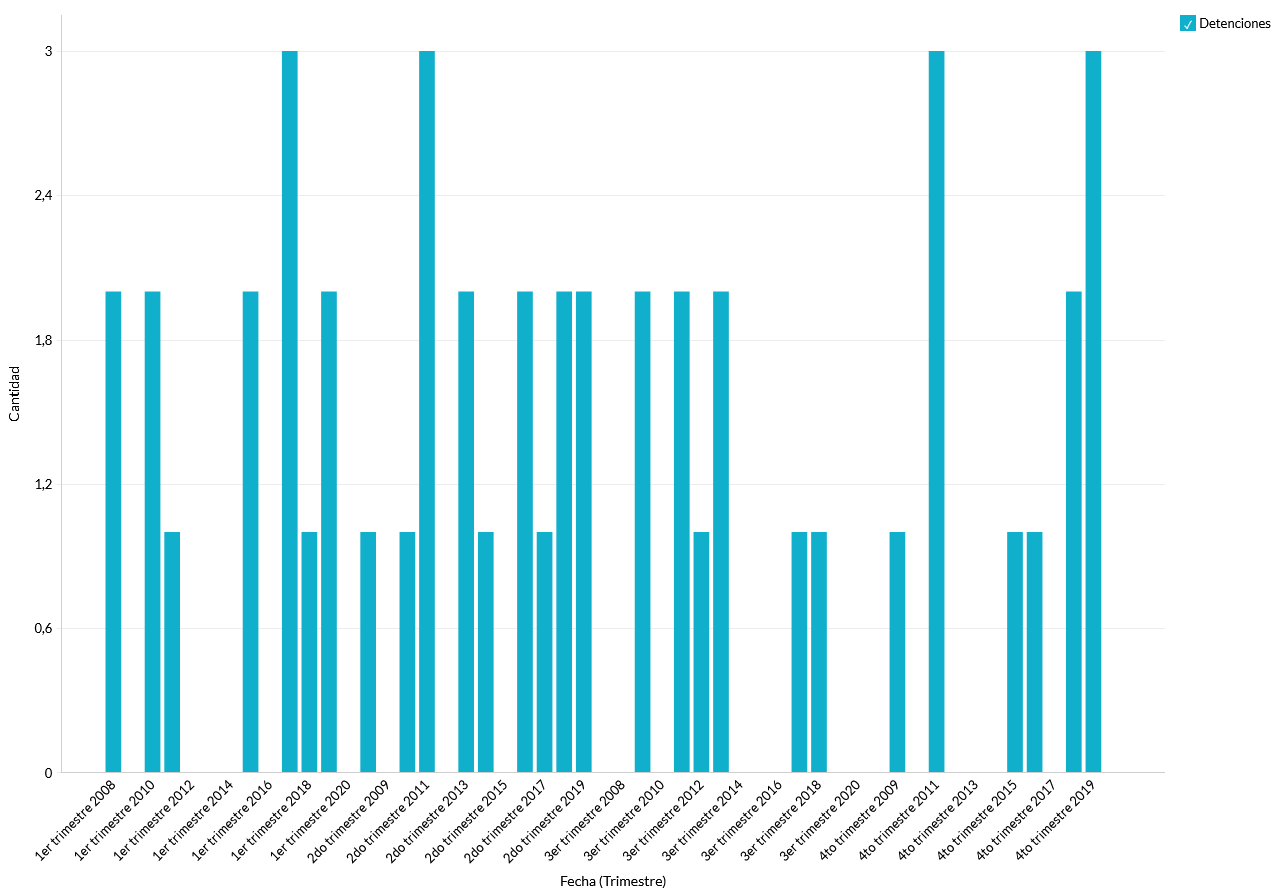 Detenciones
3
2,4
1,8
1,2
0,6
0
Cantidad
1er trimestre 2008
1er trimestre 2010
1er trimestre 2012
1er trimestre 2014
1er trimestre 2016
1er trimestre 2018
1er trimestre 2020
2do trimestre 2009
2do trimestre 2011
2do trimestre 2013
2do trimestre 2015
2do trimestre 2017
2do trimestre 2019
3er trimestre 2008
3er trimestre 2010
3er trimestre 2012
3er trimestre 2014
3er trimestre 2016
3er trimestre 2018
3er trimestre 2020
4to trimestre 2009
4to trimestre 2011
4to trimestre 2013
4to trimestre 2015
4to trimestre 2017
4to trimestre 2019
Fecha (Trimestre)